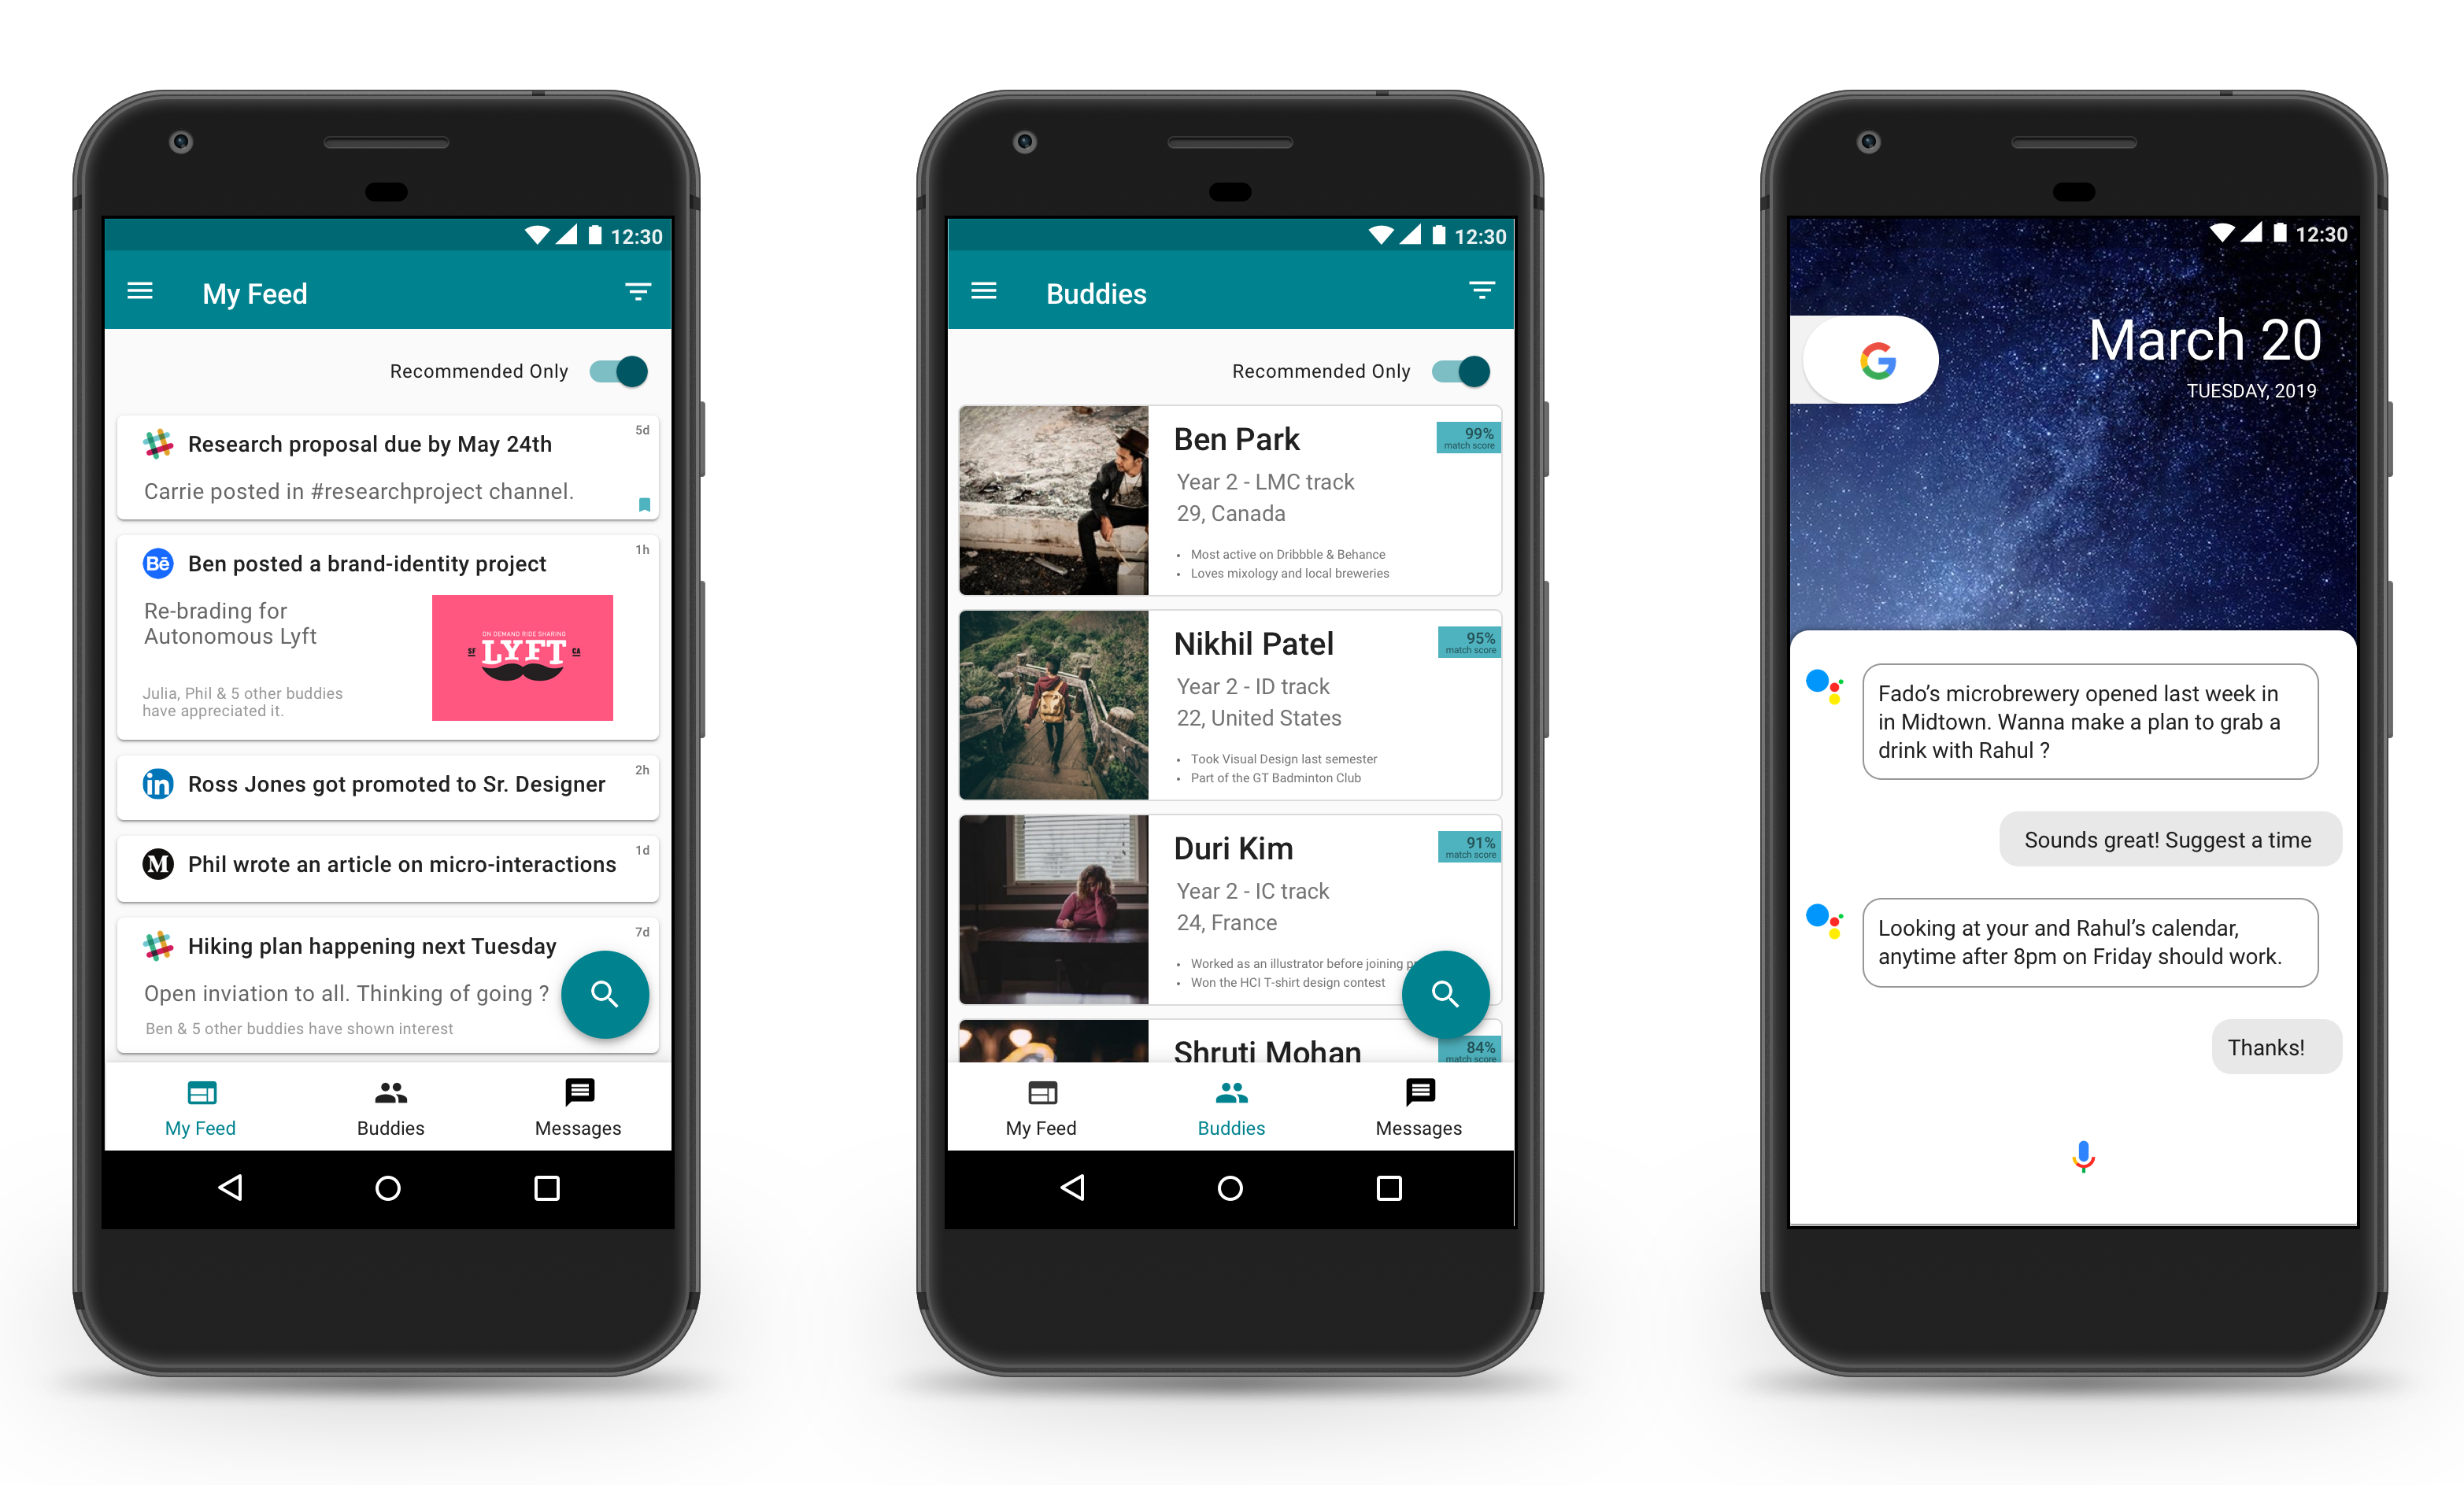 12:30
My Feed
Recommended Only
Research proposal due by May 24th
5d
Carrie posted in #researchproject channel.
Bē
Ben posted a brand-identity project
1h
Re-brading for
Autonomous Lyft
ON DEMAND RIDE SHARING
SF LYFT CA
Julia, Phil & 5 other buddies
have appreciated it.
in
Ross Jones got promoted to Sr. Designer
2h
M
Phil wrote an article on micro-interactions
1d
Hiking plan happening next Tuesday
7d
Open inviation to all. Thinking of going ?
Ben & 5 other buddies have shown interest
My Feed
Buddies
Messages
12:30
Buddies
Recommended Only
Ben Park
99%
match score
Year 2 - LMC track
29, Canada
• Most active on Dribbble & Behance
• Loves mixology and local breweries
Nikhil Patel
95%
match score
Year 2 - ID track
22, United States
• Took Visual Design last semester
• Part of the GT Badminton Club
Duri Kim
91%
match score
Year 2 - IC track
24, France
• Worked as an illustrator before joining
• Won the HCI T-shirt design contest
Shruti Mohan
84%
match score
My Feed
Buddies
Messages
12:30
G
March 20
TUESDAY, 2019
Fado’s microbrewery opened last week in
in Midtown. Wanna make a plan to grab a
drink with Rahul ?
Sounds great! Suggest a time
Looking at your and Rahul’s calendar,
anytime after 8pm on Friday should work.
Thanks!